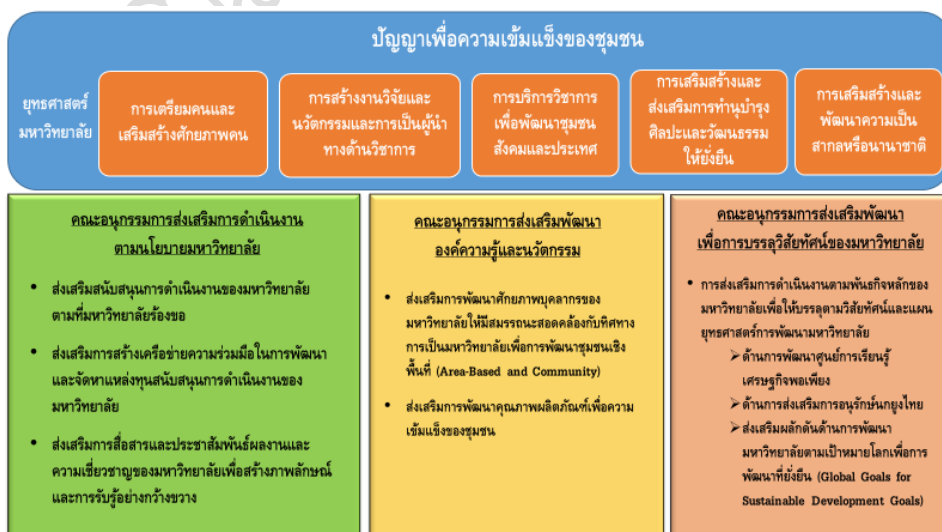 ปัญญาเพื่อความเข้มแข็งของชุมชน
ยุทธศาสตร์
มหาวิทยาลัย
การเตรียมคนและ
เสริมสร้างศักยภาพคน
การสร้างงานวิจัยและ
นวัตกรรมและการเป็นผู้นำ
ทางด้านวิชาการ
การบริการวิชาการ
เพื่อพัฒนาชุมชน
สังคมและประเทศ
การเสริมสร้างและ
ส่งเสริมการทำนุบำรุง
ศิลปะและวัฒนธรรม
ให้ยั่งยืน
การเสริมสร้างและ
พัฒนาความเป็น
สากลหรือนานาชาติ
คณะอนุกรรมการส่งเสริมการดำเนินงาน
ตามนโยบายมหาวิทยาลัย
• ส่งเสริมสนับสนุนการดำเนินงานของมหาวิทยาลัย
ตามที่มหาวิทยาลัยร้องขอ
• ส่งเสริมการสร้างเครือข่ายความร่วมมือในการพัฒนา
และจัดหาแหล่งทุนสนับสนุนการดำเนินงานของ
มหาวิทยาลัย
• ส่งเสริมการสื่อสารและประชาสัมพันธ์ผลงานและ
ความเชี่ยวชาญของมหาวิทยาลัยเพื่อสร้างภาพลักษณ์
และการรับรู้อย่างกว้างขวาง
คณะอนุกรรมการส่งเสริมพัฒนา
องค์ความรู้และนวัตกรรม
• ส่งเสริมการพัฒนาศักยภาพบุคลากรของ
มหาวิทยาลัยให้มีสมรรถนะสอดคล้องกับทิศทาง
การเป็นมหาวิทยาลัยเพื่อการพัฒนาชุมชนเชิง
พื้นที่ (Area-Based and Community)
• ส่งเสริมการพัฒนาคุณภาพผลิตภัณฑ์เพื่อความ
เข้มแข็งของชุมชน
คณะอนุกรรมการส่งเสริมพัฒนา
เพื่อการบรรลุวิสัยทัศน์ของมหาวิทยาลัย
• การส่งเสริมการดำเนินงานตามพันธกิจหลักของ
มหาวิทยาลัยเพื่อให้บรรลุตามวิสัยทัศน์และแผน
ยุทธศาสตร์การพัฒนามหาวิทยาลัย
➢ ด้านการพัฒนาศูนย์การเรียนรู้
เศรษฐกิจพอเพียง
➢ ด้านการส่งเสริมการอนุรักษ์นกยูงไทย
➢ ส่งเสริมผลักดันด้านการพัฒนา
มหาวิทยาลัยตามเป้าหมายโลกเพื่อการ
พัฒนาที่ยั่งยืน (Global Goals for
Sustainable Development Goals)